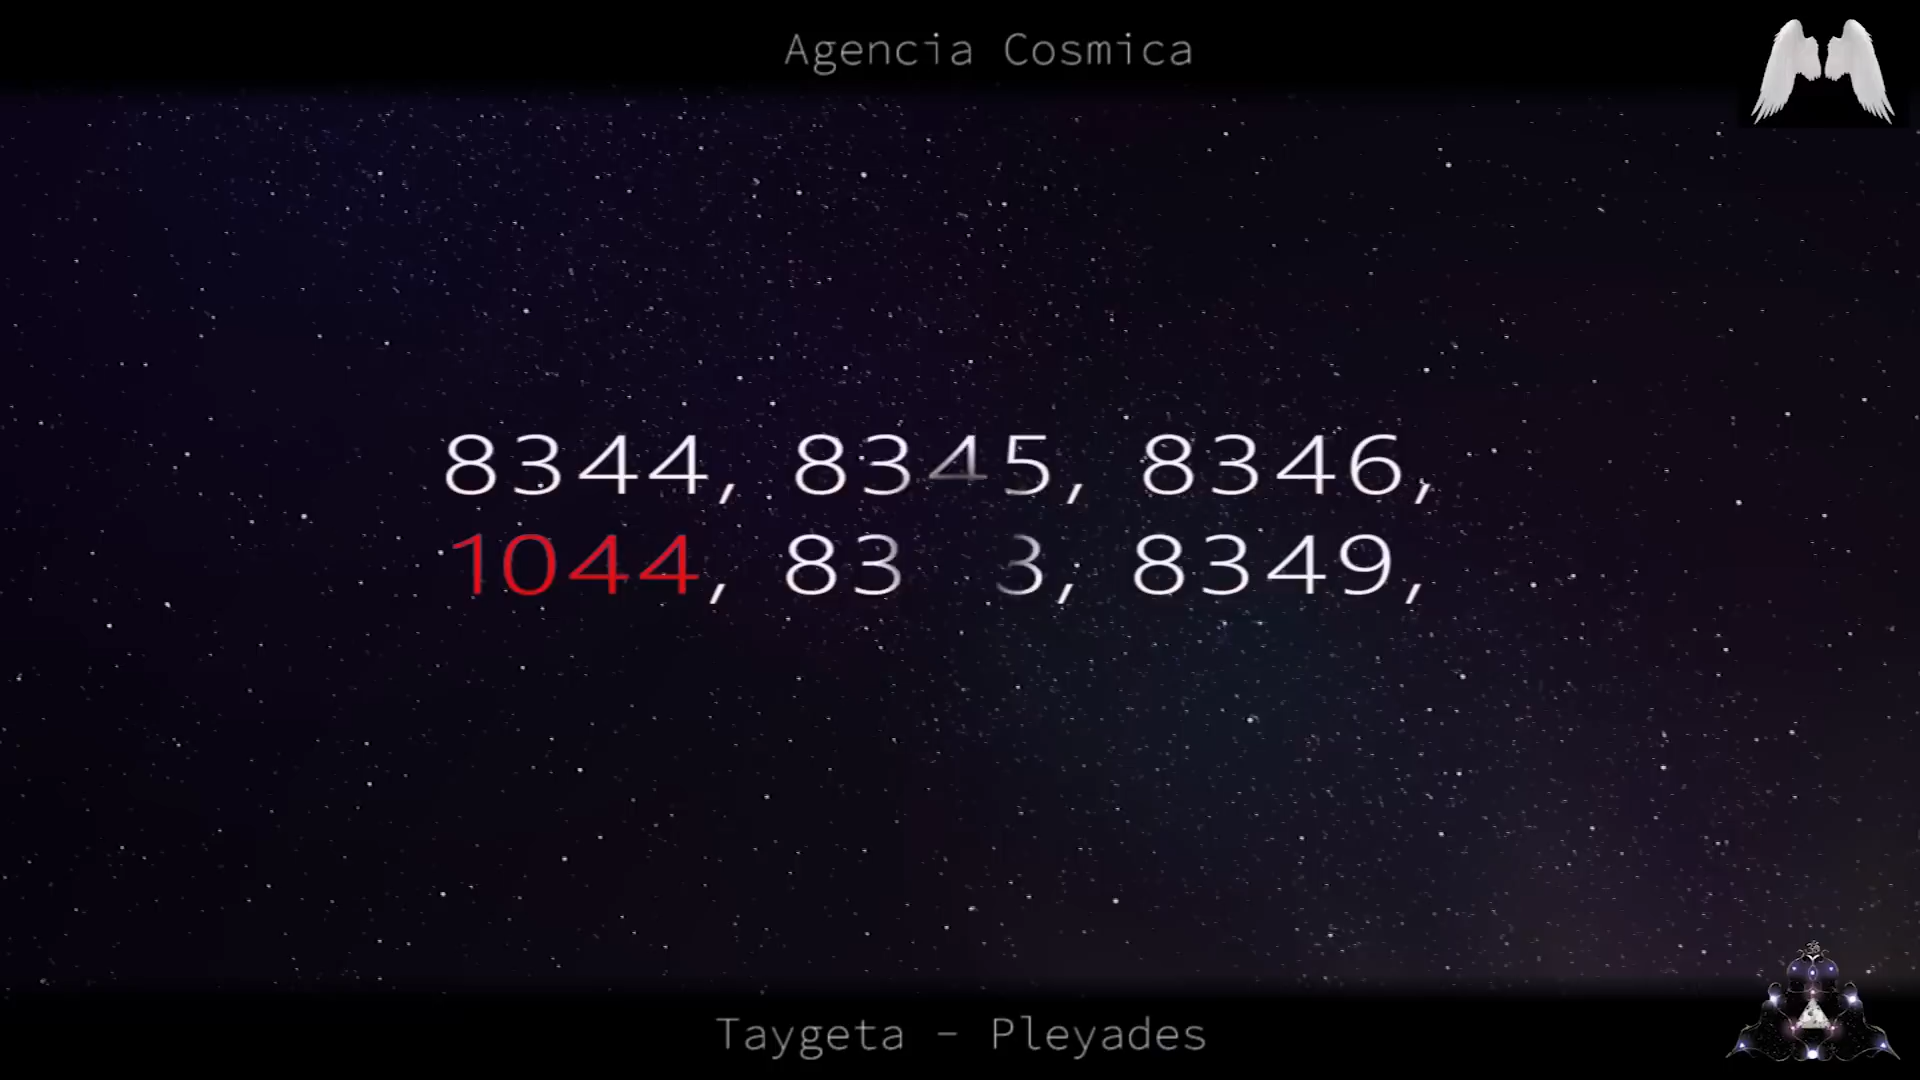 Agencia Cosmica
8344, 8345, 8346,
1044, 83 3, 8349,
Taygeta - Pleyades